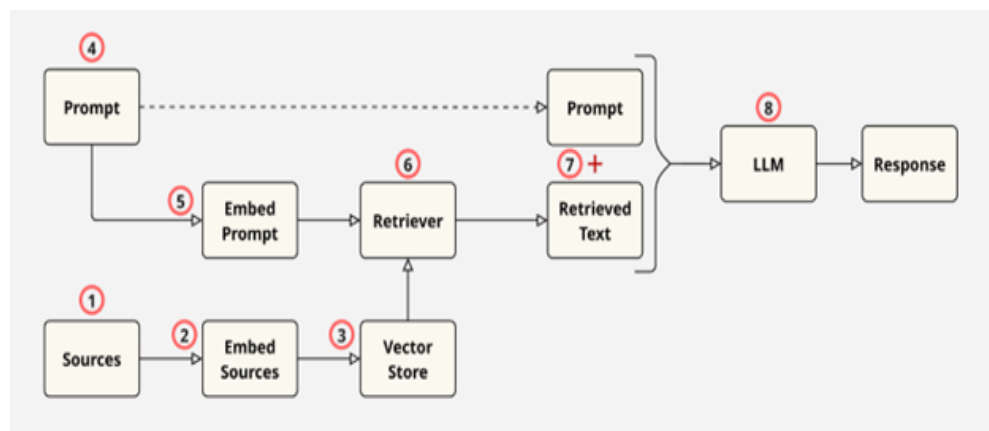 4
Prompt
Prompt
8
LLM
Response
7 +
6
5
Embed
Prompt
Retriever
Retrieved
Text
1
2
3
Sources
Embed
Sources
Vector
Store